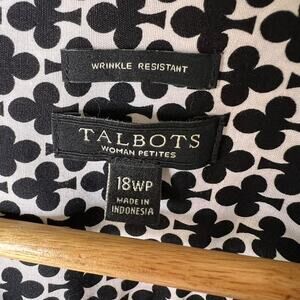 WRINKLE RESISTANT
TALBOTS
WOMAN PETITES
18WP
MADE IN
INDONESIA